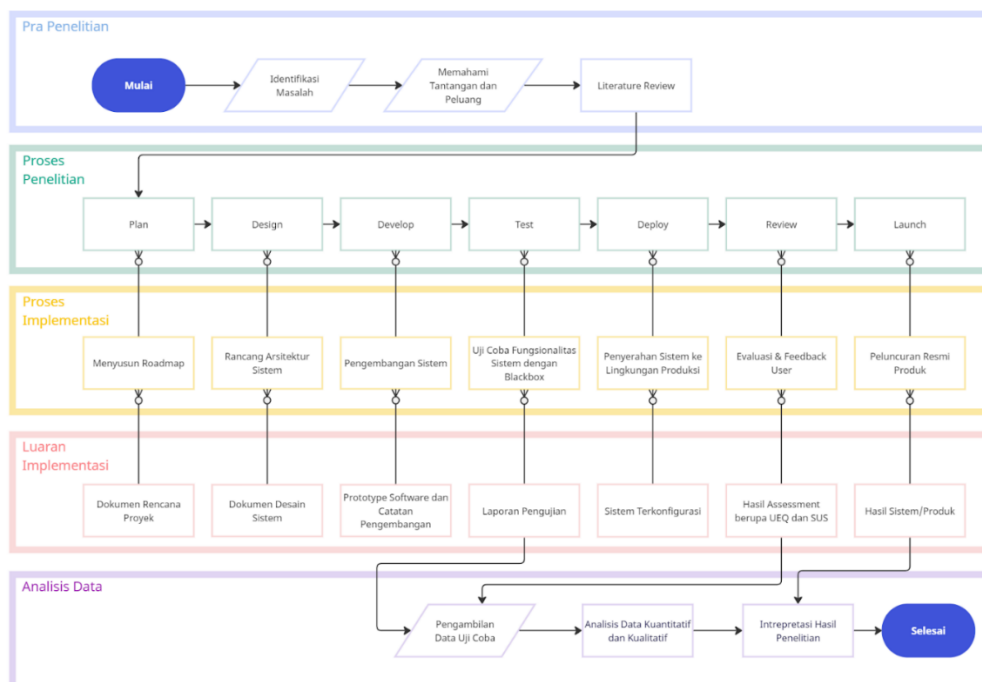 Pra Penelitian
Mulai
Identifikasi
Masalah
Memahami
Tantangan dan
Peluang
Literature Review
Proses
Penelitian
Plan
Design
Develop
Test
Deploy
Review
Launch
Proses
Implementasi
Menyusun Roadmap
Rancang Arsitektur
Sistem
Pengembangan Sistem
Uji Coba Fungsionalitas
Sistem dengan
Blackbox
Penyerahan Sistem ke
Lingkungan Produksi
Evaluasi & Feedback
User
Peluncuran Resmi
Produk
Luaran
Implementasi
Dokumen Rencana
Proyek
Dokumen Desain
Sistem
Prototype Software dan
Catatan
Pengembangan
Laporan Pengujian
Sistem Terkonfigurasi
Hasil Assessment
berupa UEQ dan SUS
Hasil Sistem/Produk
Analisis Data
Pengambilan
Data Uji Coba
Analisis Data Kuantitatif
dan Kualitatif
Intrepretasi Hasil
Penelitian
Selesai